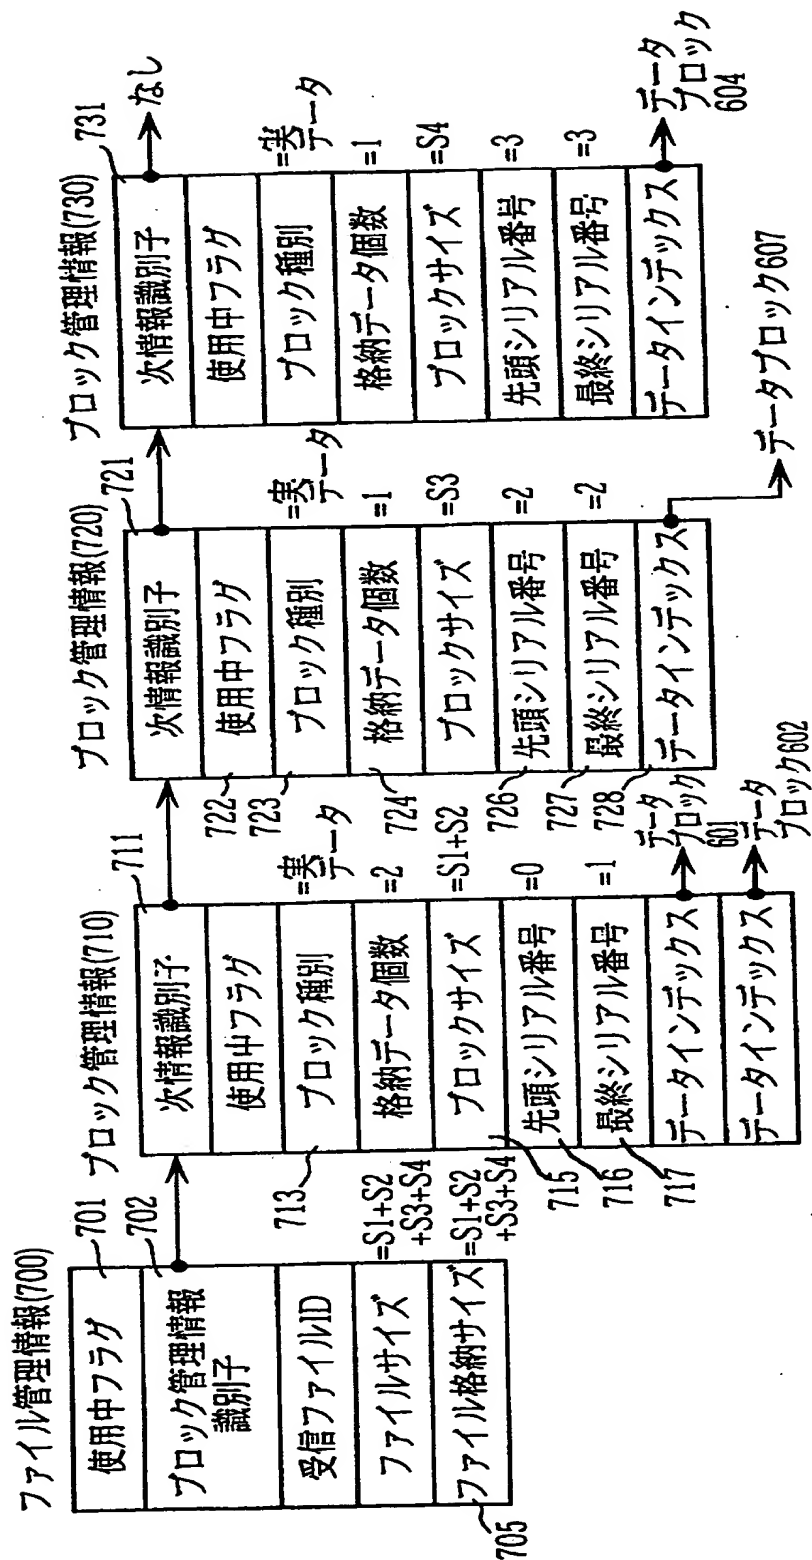 ファイル管理情報(700)
701
使用中フラグ
702
ブロック管理情報
識別子
受信ファイルID
ファイルサイズ
=S1+S2
+S3+S4
ファイル格納サイズ
=S1+S2
+S3+S4
705
ブロック管理情報(710)
711
次情報識別子
使用中フラグ
713
ブロック種別
=実
データ
格納データ個数
=2
ブロックサイズ
=S1+S2
715
先頭シリアル番号
=0
716
最終シリアル番号
=1
717
データインデックス
データ
ブロック
601
データインデックス
データ
ブロック602
ブロック管理情報(720)
721
次情報識別子
使用中フラグ
722
ブロック種別
=実
データ
723
格納データ個数
=1
724
ブロックサイズ
=S3
先頭シリアル番号
=2
726
最終シリアル番号
=2
727
データインデックス
728
データブロック607
ブロック管理情報(730)
731
次情報識別子
なし
使用中フラグ
ブロック種別
=実
データ
格納データ個数
=1
ブロックサイズ
=S4
先頭シリアル番号
=3
最終シリアル番号
=3
データインデックス
データ
ブロック
604